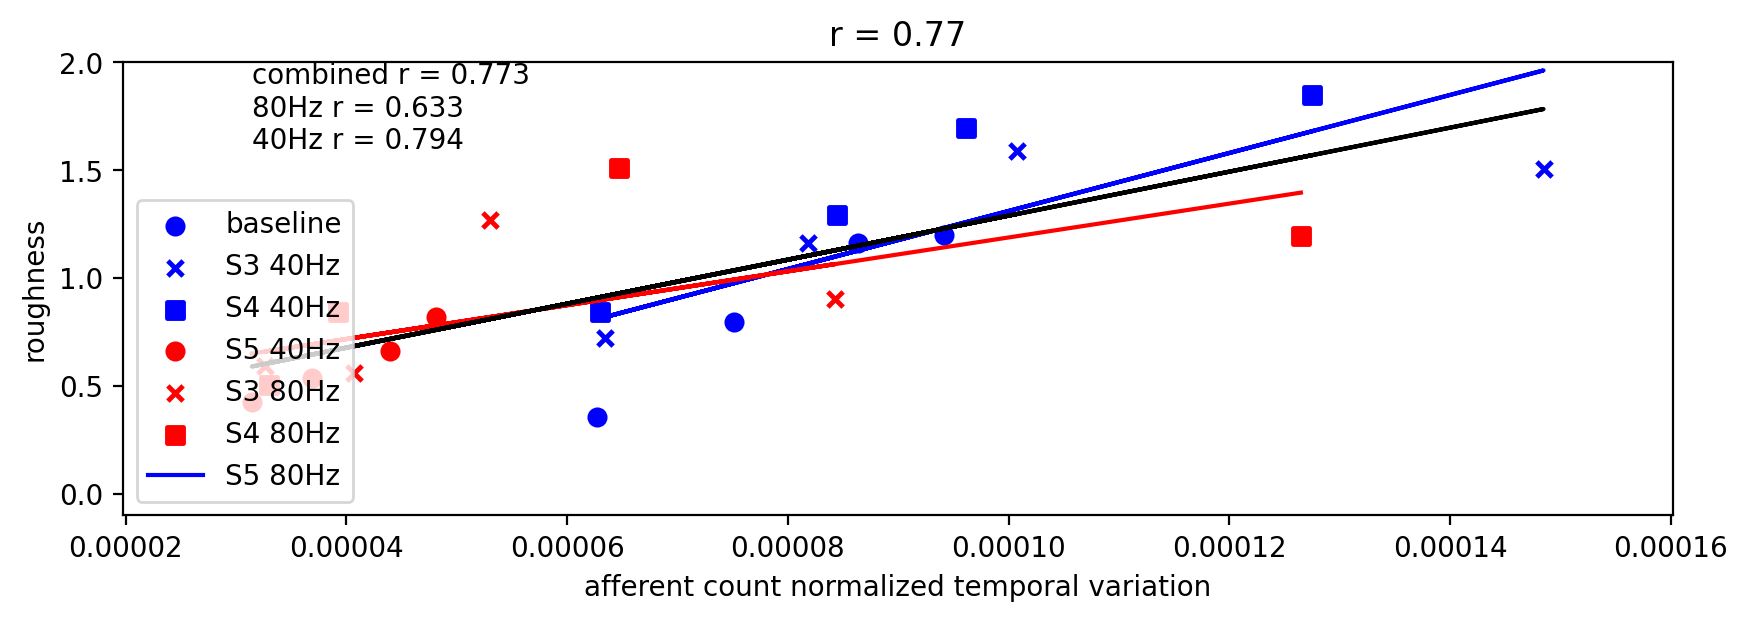 r = 0.77
combined r = 0.773
80Hz r = 0.633
40Hz r = 0.794
2.0
1.5
1.0
0.5
0.0
roughness
baseline
S3 40Hz
S4 40Hz
S5 40Hz
S3 80Hz
S4 80Hz
S5 80Hz
0.00002 0.00004 0.00006 0.00008 0.00010 0.00012 0.00014 0.00016
afferent count normalized temporal variation